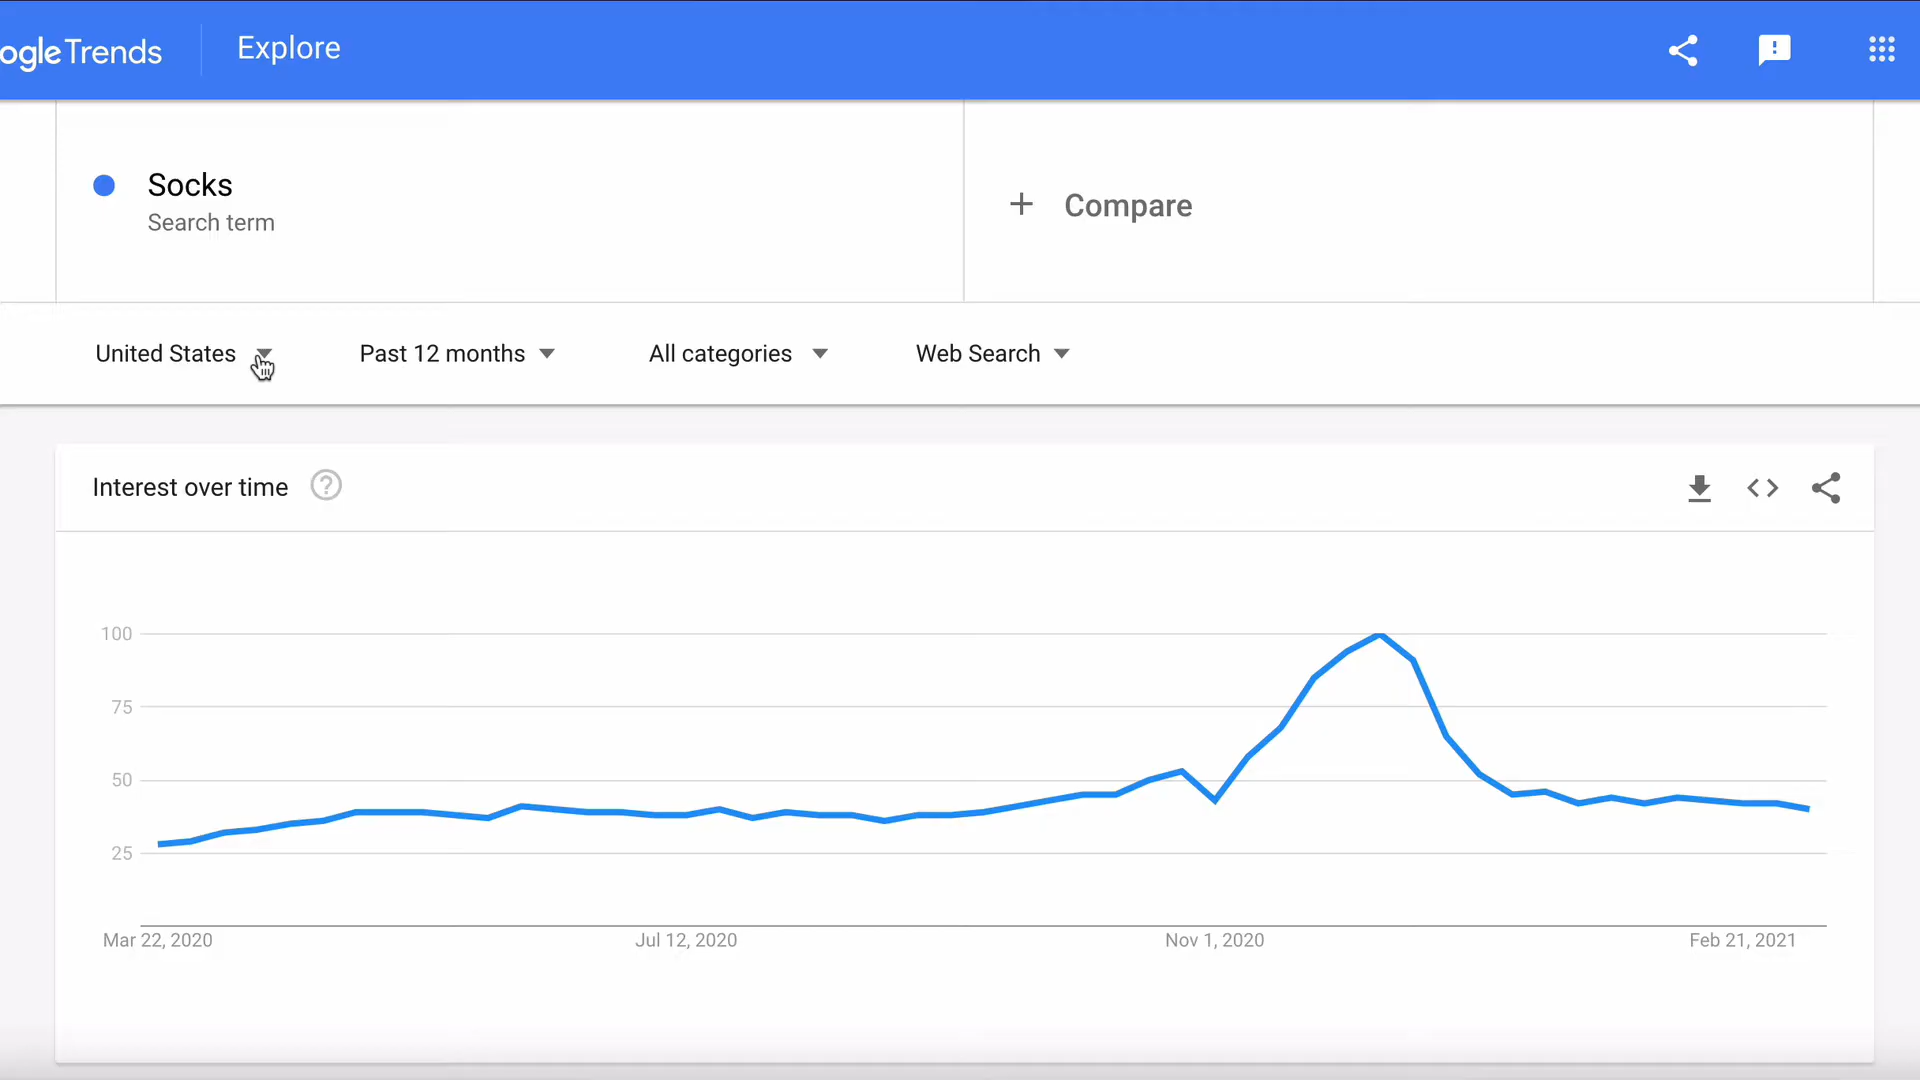 ogle Trends
Explore
Socks
Search term
+ Compare
United States
Past 12 months
All categories
Web Search
Interest over time
100
75
50
25
Mar 22, 2020
Jul 12, 2020
Nov 1, 2020
Feb 21, 2021